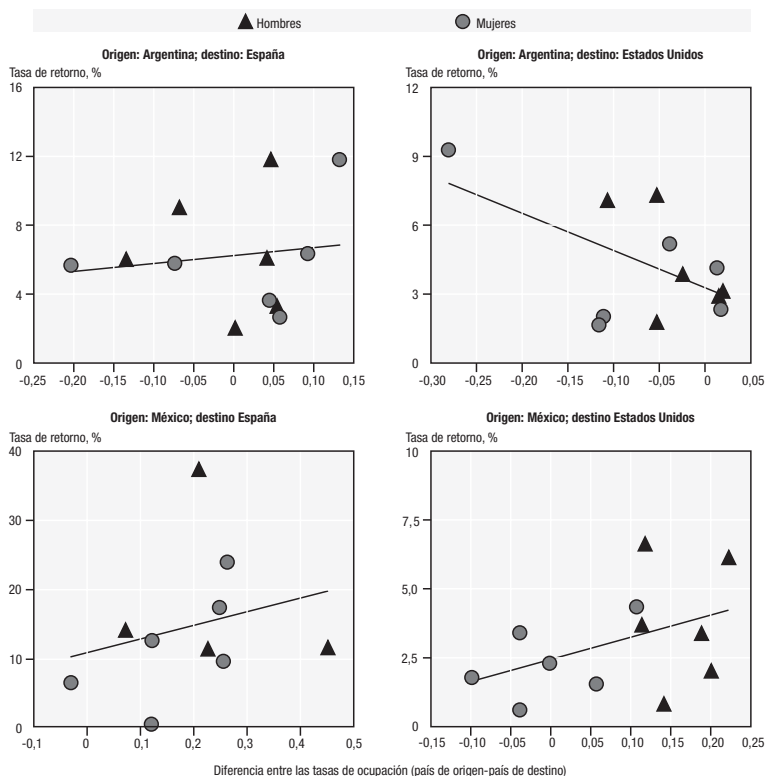 Hombres Mujeres
Origen: Argentina; destino: España
Tasa de retorno, %
16
12
8
4
0
-0,25 -0,20 -0,15 -0,10 -0,05 0 0,05 0,10 0,15
Origen: Argentina; destino: Estados Unidos
Tasa de retorno, %
12
9
6
3
0
-0,30 -0,25 -0,20 -0,15 -0,10 -0,05 0 0,05
Origen: México; destino España
Tasa de retorno, %
40
30
20
10
0
-0,1 0 0,1 0,2 0,3 0,4 0,5
Origen: México; destino Estados Unidos
Tasa de retorno, %
10
7,5
5,0
2,5
0
-0,15 -0,10 -0,05 0 0,05 0,10 0,15 0,20 0,25
Diferencia entre las tasas de ocupación (país de origen-país de destino)